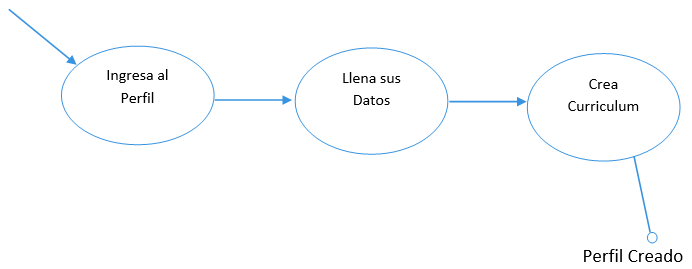 Ingresa al
Perfil
Llena sus
Datos
Crea
Curriculum
Perfil Creado